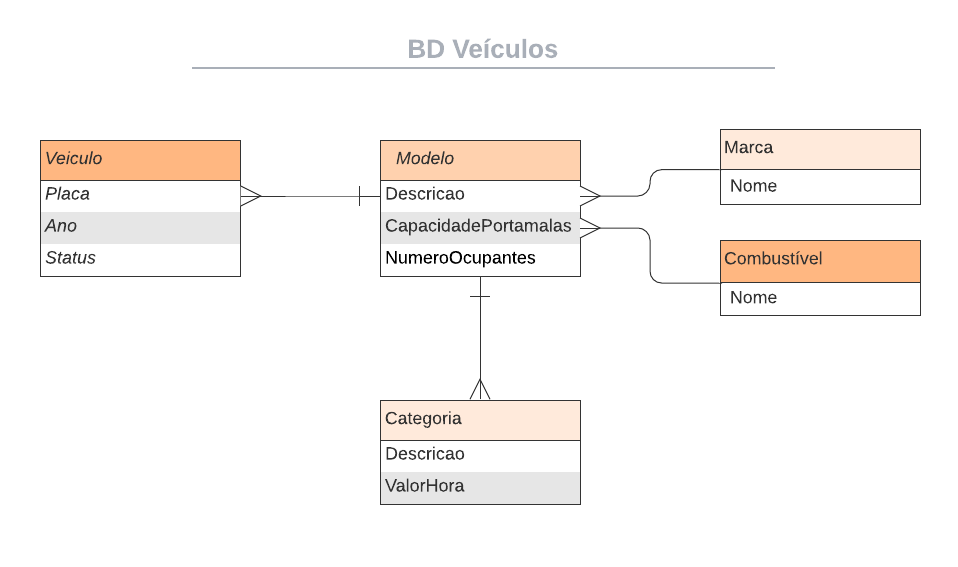 BD Veículos
Veiculo
Placa
Ano
Status
Modelo
Descricao
CapacidadePortamalas
NumeroOcupantes
Marca
Nome
Combustível
Nome
Categoria
Descricao
ValorHora